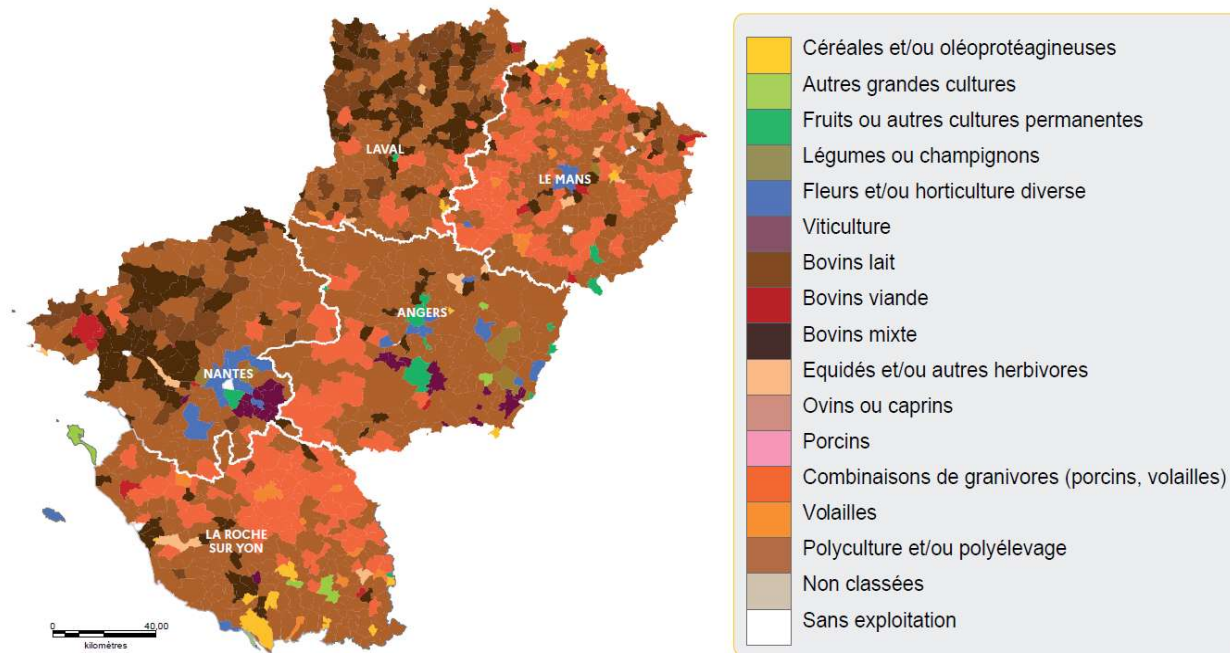 LAVAL
LE MANS
ANGERS
NANTES
LA ROCHE
SUR YON
0
40,00
kilomètres
Céréales et/ou oléoprotéagineuses
Autres grandes cultures
Fruits ou autres cultures permanentes
Légumes ou champignons
Fleurs et/ou horticulture diverse
Viticulture
Bovins lait
Bovins viande
Bovins mixte
Equidés et/ou autres herbivores
Ovins ou caprins
Porcins
Combinaisons de granivores (porcins, volailles)
Volailles
Polyculture et/ou polyélevage
Non classées
Sans exploitation